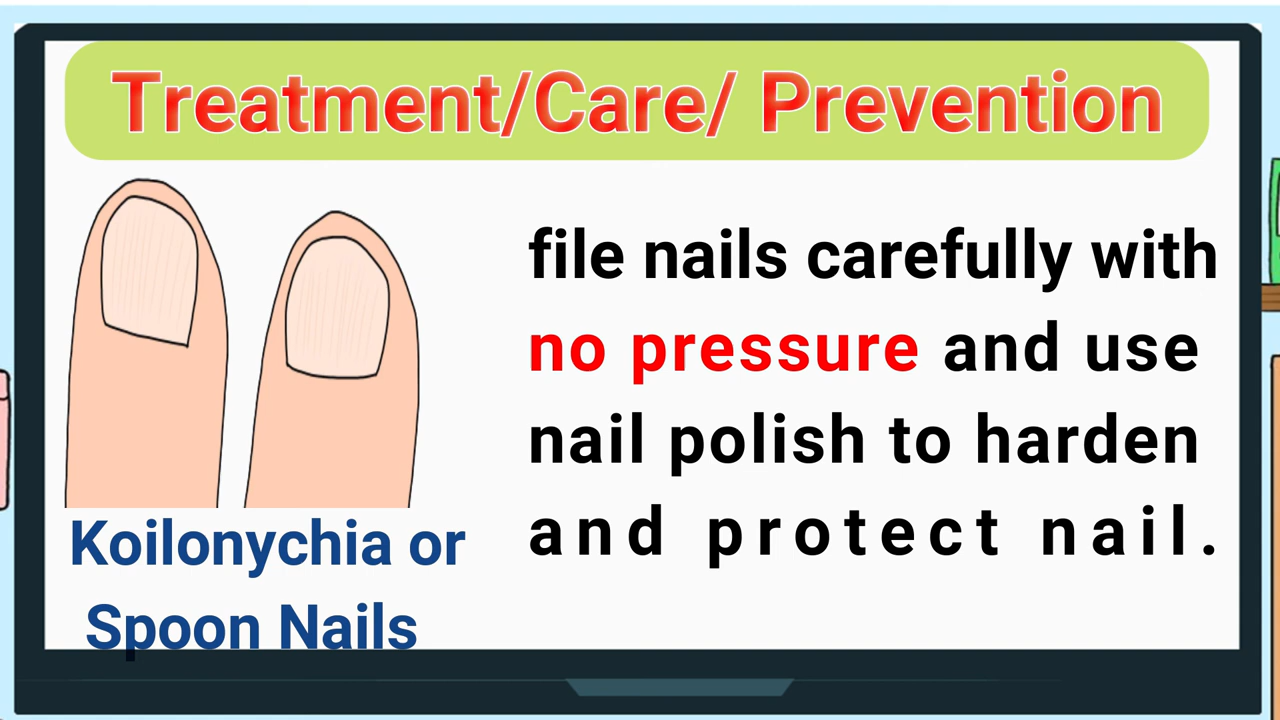 Treatment/Care/ Prevention
file nails carefully with
no pressure and use
nail polish to harden
and protect nail.
Koilonychia or
Spoon Nails